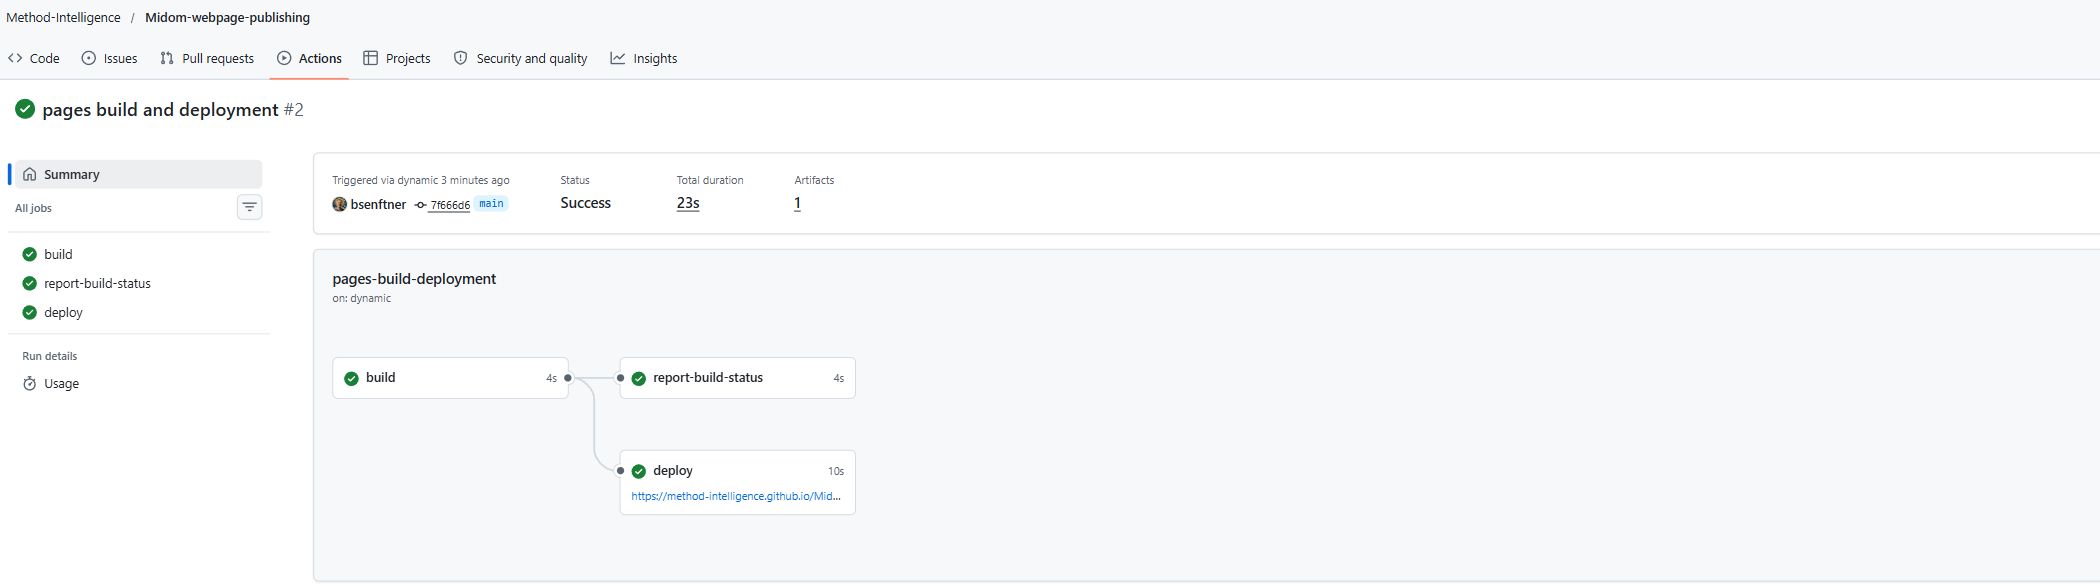 Method-Intelligence / Midom-webpage-publishing
Code Issues Pull requests Actions Projects Security and quality Insights
pages build and deployment #2
Summary
All jobs
build
report-build-status
deploy
Run details
Usage
Triggered via dynamic 3 minutes ago
bsenftner 7f666d6 main
Status
Success
Total duration
23s
Artifacts
1
pages-build-deployment
on: dynamic
build 4s
report-build-status 4s
deploy 10s
https://method-intelligence.github.io/Mid...